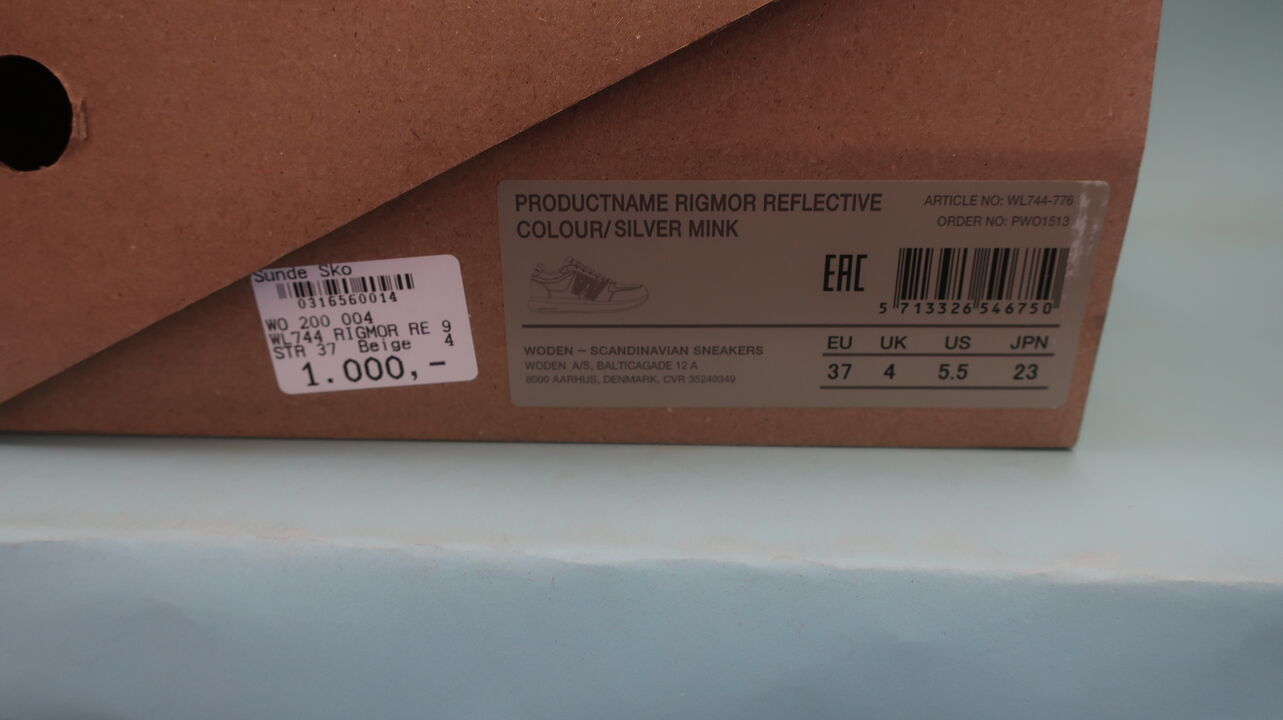 Sunde Sko
0316560014
WO 200 004
WL744 RIGMOR RE 9
STR 37 Beige 4
1.000,-
PRODUCTNAME RIGMOR REFLECTIVE
COLOUR/ SILVER MINK
ARTICLE NO: WL744-776
ORDER NO: PWO1513
W
EAC
5 713326 546750
WODEN – SCANDINAVIAN SNEAKERS
WODEN A/S, BALTICAGADE 12 A
8000 AARHUS, DENMARK, CVR 35240349
EU UK US JPN
37 4 5.5 23